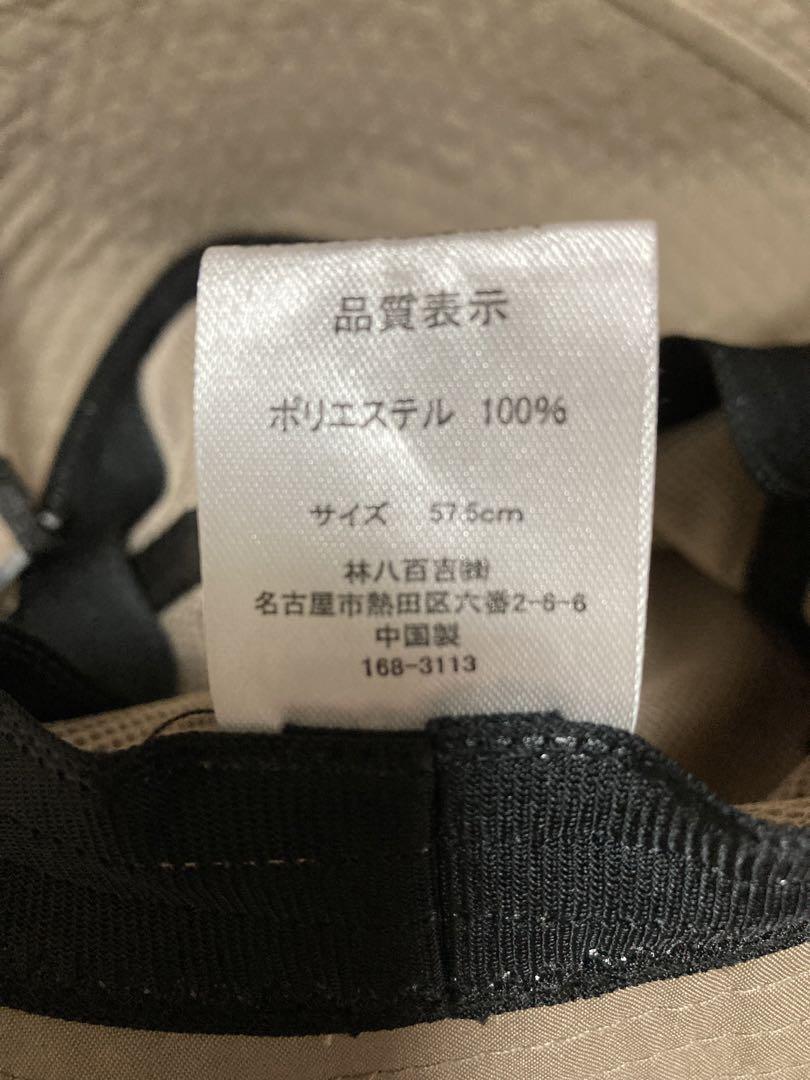 品質表示
ポリエステル 100%
サイズ 57.5cm
林八百吉㈱
名古屋市熱田区六番2-6-6
中国製
168-3113